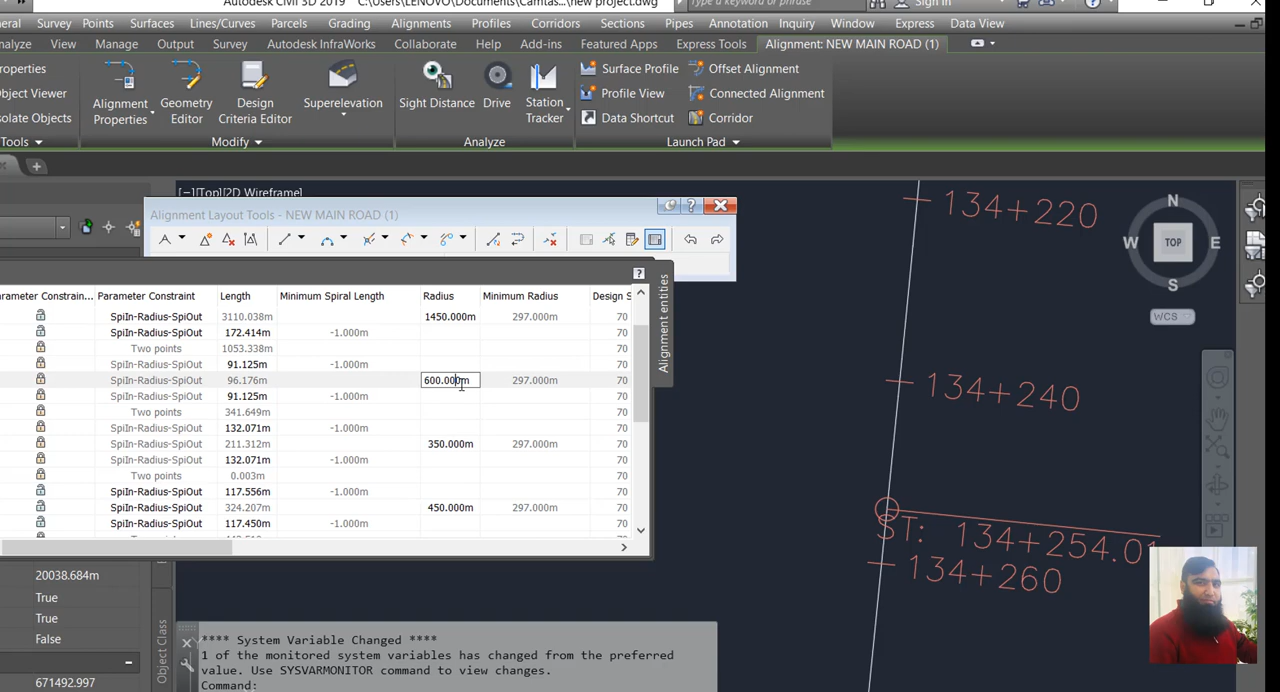 Autodesk Civil 3D 2019 C:\Users\LENOVO\Documents\Camtas...\new project.dwg Type a keyword or phrase Sign In
eral Survey Points Surfaces Lines/Curves Parcels Grading Alignments Profiles Corridors Sections Pipes Annotation Inquiry Window Express Data View
nalyze View Manage Output Survey Autodesk InfraWorks Collaborate Help Add-ins Featured Apps Express Tools Alignment: NEW MAIN ROAD (1)
roperties
bject Viewer
solate Objects
Tools
Alignment
Properties
Geometry
Editor
Design
Criteria Editor
Superelevation
Modify
Sight Distance
Drive
Station
Tracker
Analyze
Surface Profile
Profile View
Data Shortcut
Offset Alignment
Connected Alignment
Corridor
Launch Pad
[−][Top][2D Wireframe]
Alignment Layout Tools - NEW MAIN ROAD (1)
Alignment entities
arameter Constrain... Parameter Constraint Length Minimum Spiral Length Radius Minimum Radius Design S
SpiIn-Radius-SpiOut 3110.038m 1450.000m 297.000m 70
SpiIn-Radius-SpiOut 172.414m -1.000m 70
Two points 1053.338m 70
SpiIn-Radius-SpiOut 91.125m -1.000m 70
SpiIn-Radius-SpiOut 96.176m 600.000m 297.000m 70
SpiIn-Radius-SpiOut 91.125m -1.000m 70
Two points 341.649m 70
SpiIn-Radius-SpiOut 132.071m -1.000m 70
SpiIn-Radius-SpiOut 211.312m 350.000m 297.000m 70
SpiIn-Radius-SpiOut 132.071m -1.000m 70
Two points 0.003m 70
SpiIn-Radius-SpiOut 117.556m -1.000m 70
SpiIn-Radius-SpiOut 324.207m 450.000m 297.000m 70
SpiIn-Radius-SpiOut 117.450m -1.000m 70
20038.684m
True
True
False
671492.997
Object Class
**** System Variable Changed ****
1 of the monitored system variables has changed from the preferred
value. Use SYSVARMONITOR command to view changes.
Command:
134+220
134+240
ST: 134+254.01
134+260
N
W
TOP
E
S
WCS